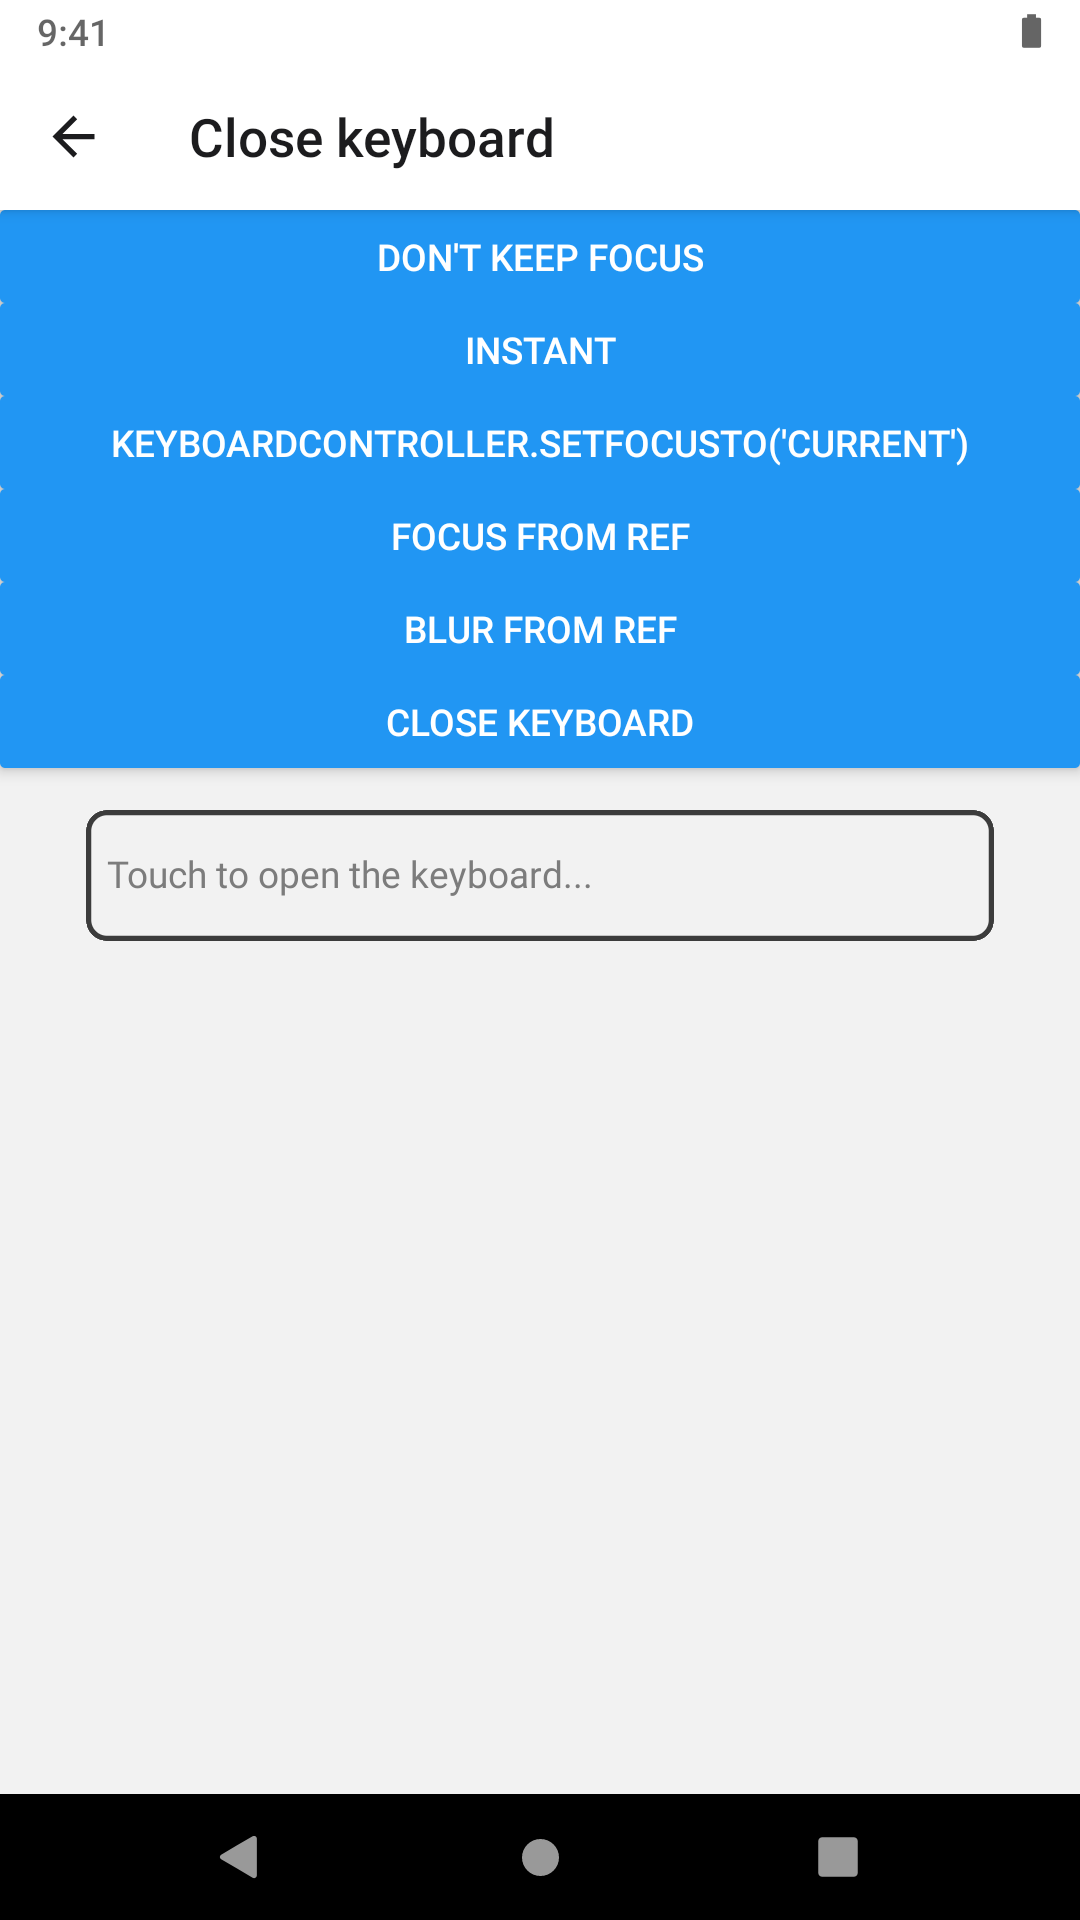 9:41
Close keyboard
DON'T KEEP FOCUS
INSTANT
KEYBOARDCONTROLLER.SETFOCUSTO('CURRENT')
FOCUS FROM REF
BLUR FROM REF
CLOSE KEYBOARD
Touch to open the keyboard...